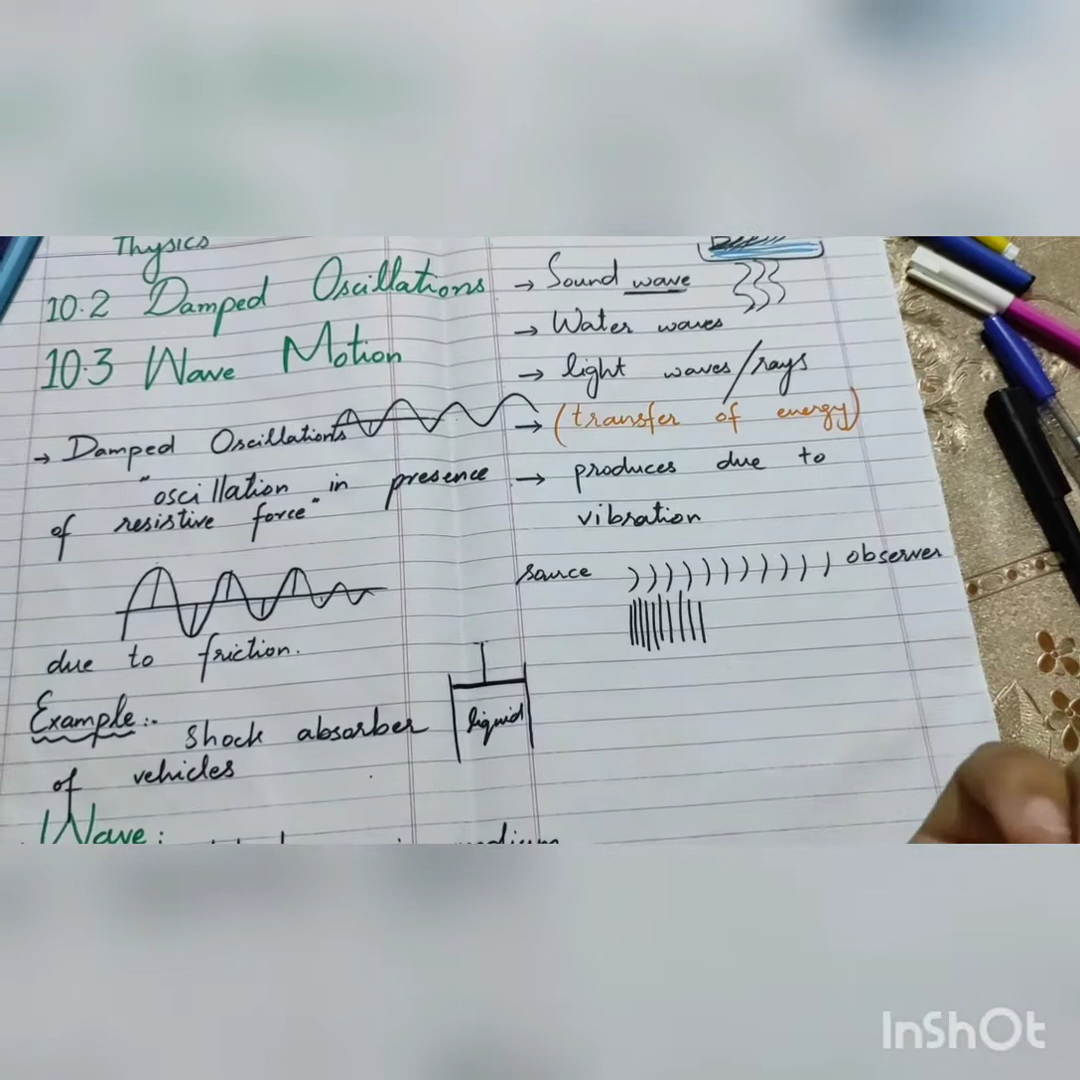 Physics
10.2 Damped Oscillations
10.3 Wave Motion
→ Damped Oscillations
"oscillation in presence
of resistive force"
due to friction.
Example:-
Shock absorber
of vehicles
Wave:
medium
→ Sound wave
→ Water waves
→ light waves/rays
→ (transfer of energy)
→ produces due to
vibration
source observer
liquid
InShOt